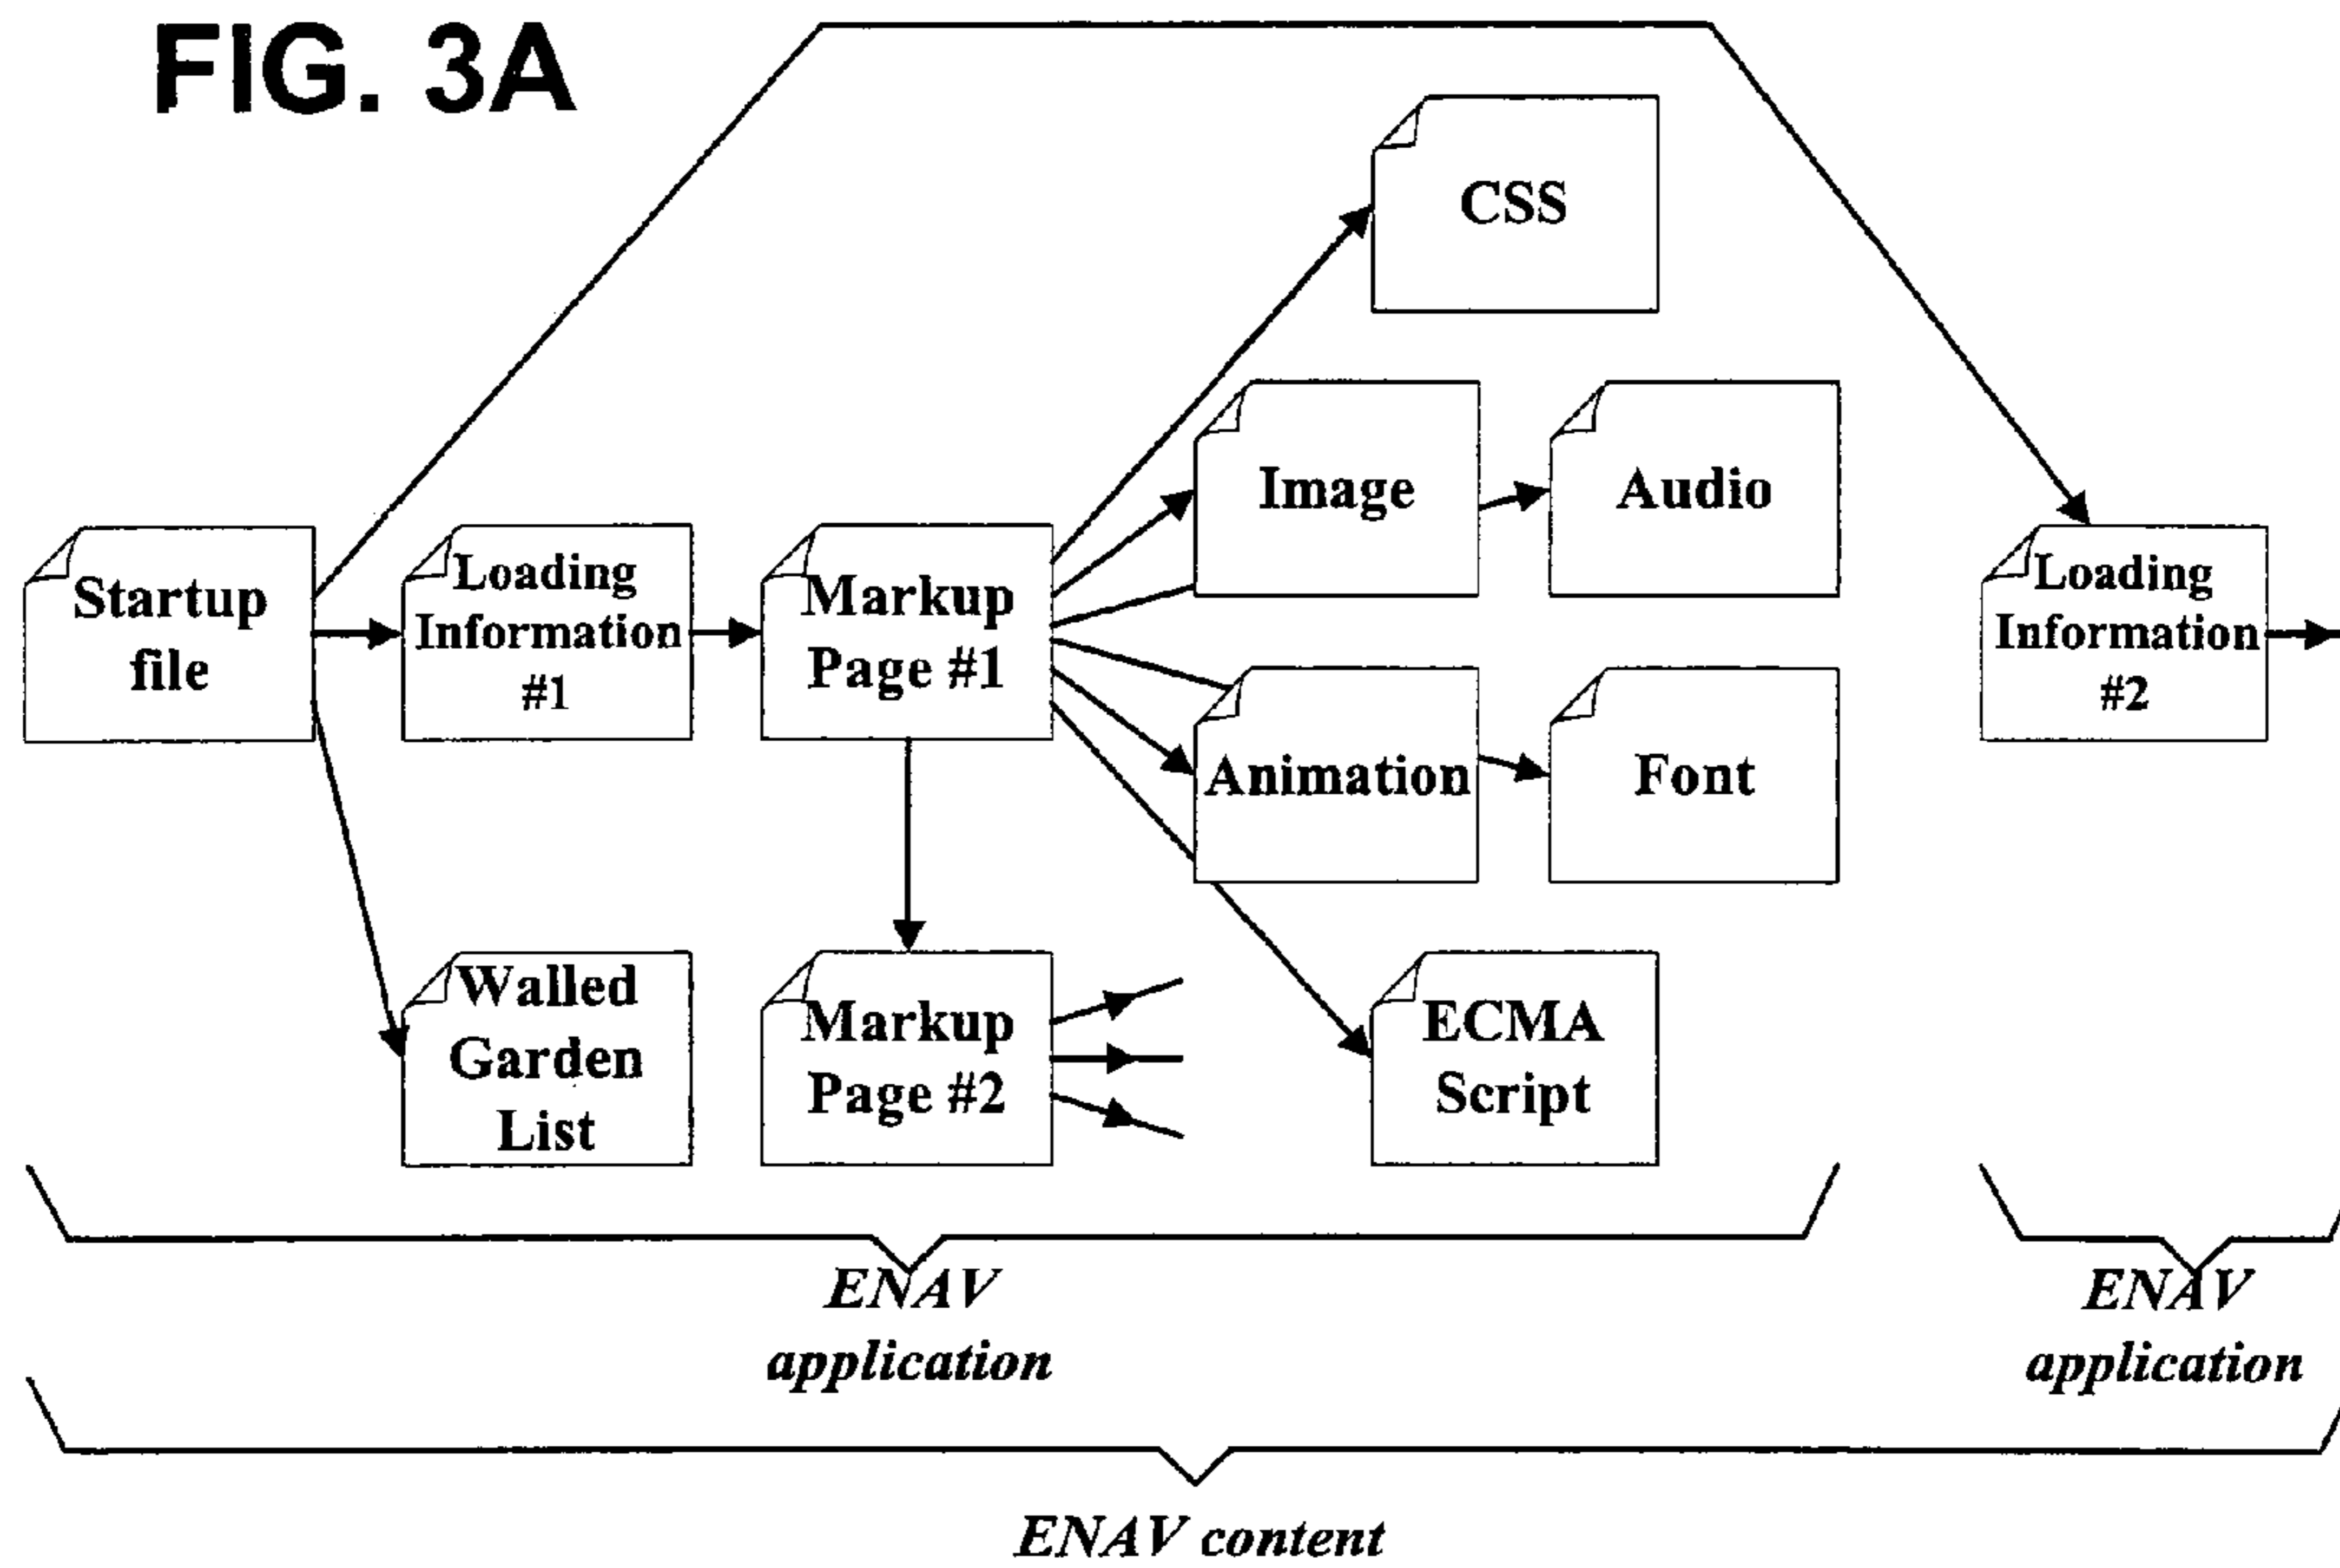 FIG. 3A
CSS
Image
Audio
Startup
file
Loading
Information
#1
Markup
Page #1
Loading
Information
#2
Animation
Font
Walled
Garden
List
Markup
Page #2
ECMA
Script
ENAV
application
ENAV
application
ENAV content